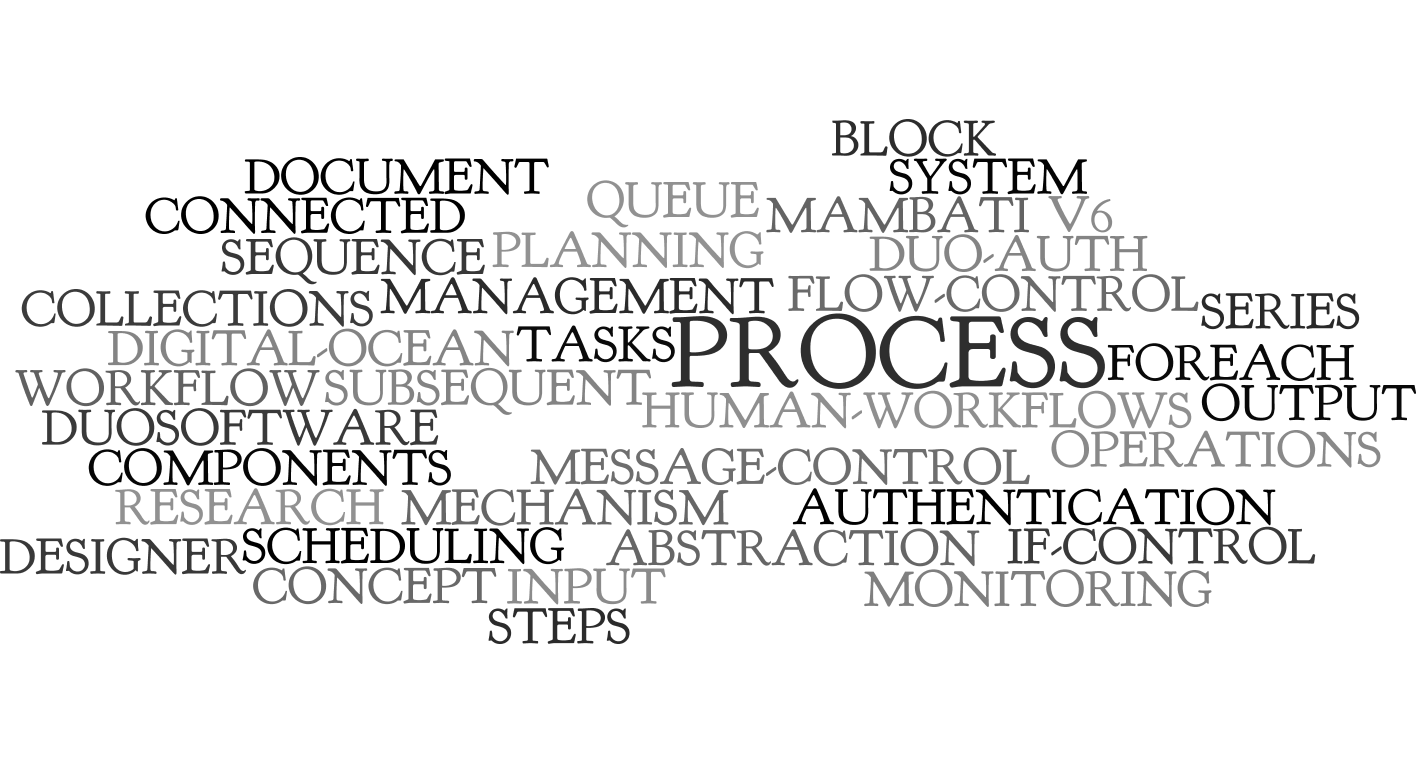 BLOCK
DOCUMENT SYSTEM
QUEUE
CONNECTED MAMBATI V6
SEQUENCE PLANNING DUO-AUTH
COLLECTIONS MANAGEMENT FLOW-CONTROL SERIES
DIGITAL-OCEAN TASKS PROCESS FOREACH
WORKFLOW SUBSEQUENT HUMAN-WORKFLOWS OUTPUT
DUOSOFTWARE OPERATIONS
COMPONENTS MESSAGE-CONTROL
RESEARCH MECHANISM AUTHENTICATION
DESIGNER SCHEDULING ABSTRACTION IF-CONTROL
CONCEPT INPUT MONITORING
STEPS